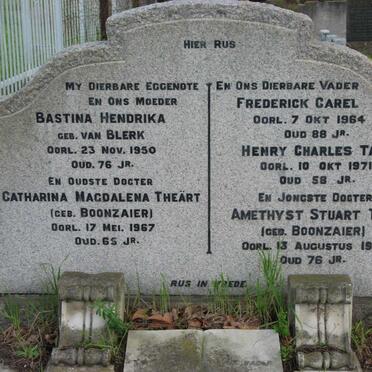 Hier Rus
My Dierbare Eggenote
En Ons Moeder
Bastina Hendrika
geb. van Blerk
Oorl. 23 Nov. 1950
Oud. 76 Jr.
En Oudste Dogter
Catharina Magdalena Theärt
(geb. Boonzaier)
Oorl. 17 Mei. 1967
Oud. 65 Jr.
En Ons Dierbare Vader
Frederick Carel
Oorl. 7 Okt 1964
Oud 88 Jr.
Henry Charles
Oorl. 10 Okt 1971
Oud 58 Jr.
En Jongste Dogter
Amethyst Stuart
(geb. Boonzaier)
Oorl. 13 Augustus
Oud 76 Jr.
Rus in Vrede